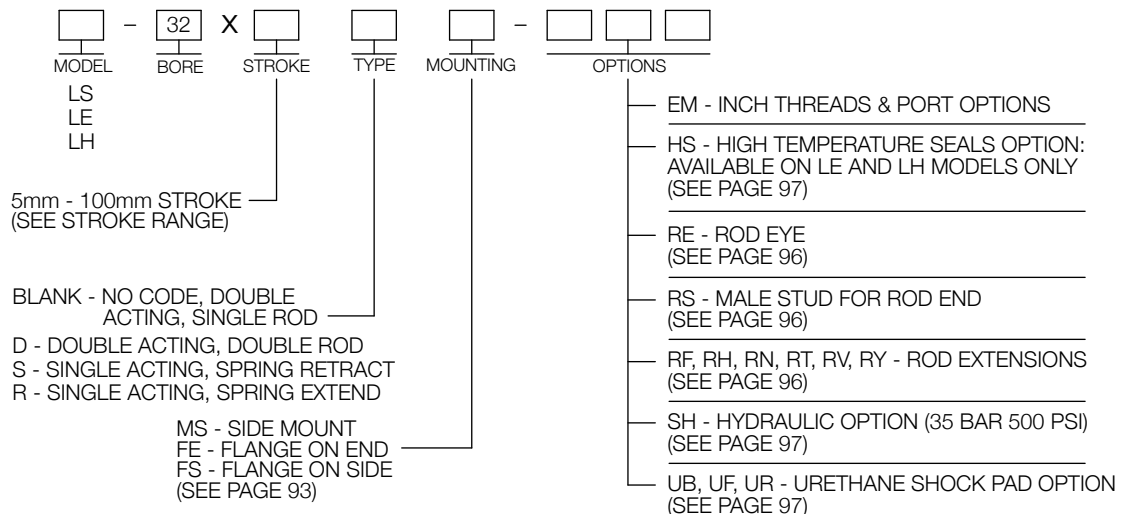 – 32 X –
MODEL BORE STROKE TYPE MOUNTING OPTIONS
LS
LE
LH
5mm - 100mm STROKE
(SEE STROKE RANGE)
BLANK - NO CODE, DOUBLE
ACTING, SINGLE ROD
D - DOUBLE ACTING, DOUBLE ROD
S - SINGLE ACTING, SPRING RETRACT
R - SINGLE ACTING, SPRING EXTEND
MS - SIDE MOUNT
FE - FLANGE ON END
FS - FLANGE ON SIDE
(SEE PAGE 93)
EM - INCH THREADS & PORT OPTIONS
HS - HIGH TEMPERATURE SEALS OPTION:
AVAILABLE ON LE AND LH MODELS ONLY
(SEE PAGE 97)
RE - ROD EYE
(SEE PAGE 96)
RS - MALE STUD FOR ROD END
(SEE PAGE 96)
RF, RH, RN, RT, RV, RY - ROD EXTENSIONS
(SEE PAGE 96)
SH - HYDRAULIC OPTION (35 BAR 500 PSI)
(SEE PAGE 97)
UB, UF, UR - URETHANE SHOCK PAD OPTION
(SEE PAGE 97)